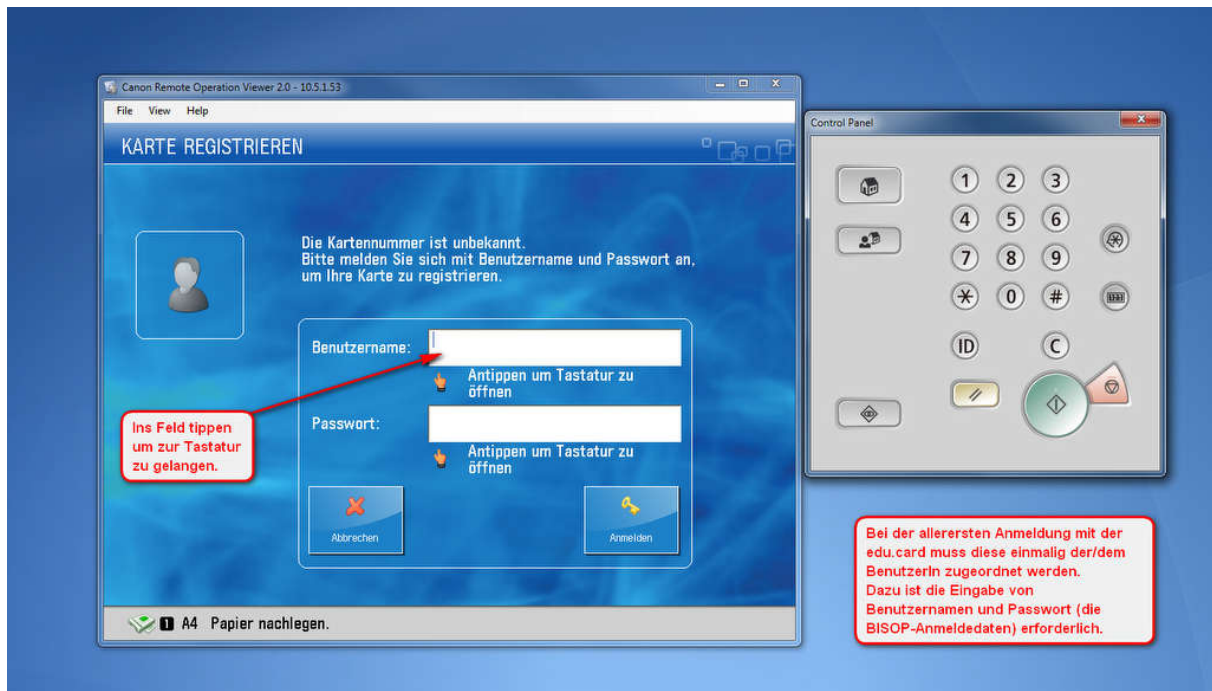 Canon Remote Operation Viewer 2.0 - 10.5.1.53
File View Help
KARTE REGISTRIEREN
Die Kartennummer ist unbekannt.
Bitte melden Sie sich mit Benutzername und Passwort an,
um Ihre Karte zu registrieren.
Benutzername:
Antippen um Tastatur zu
öffnen
Passwort:
Antippen um Tastatur zu
öffnen
Ins Feld tippen
um zur Tastatur
zu gelangen.
Abbrechen
Anmelden
1 A4 Papier nachlegen.
Control Panel
1 2 3
4 5 6
7 8 9
* 0 #
ID C
Bei der allerersten Anmeldung mit der
edu.card muss diese einmalig der/dem
BenutzerIn zugeordnet werden.
Dazu ist die Eingabe von
Benutzernamen und Passwort (die
BISOP-Anmeldedaten) erforderlich.